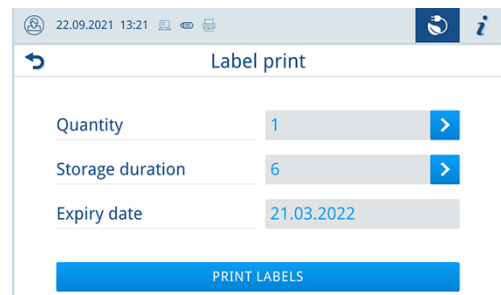 22.09.2021 13:21 i
Label print
Quantity 1
Storage duration 6
Expiry date 21.03.2022
PRINT LABELS